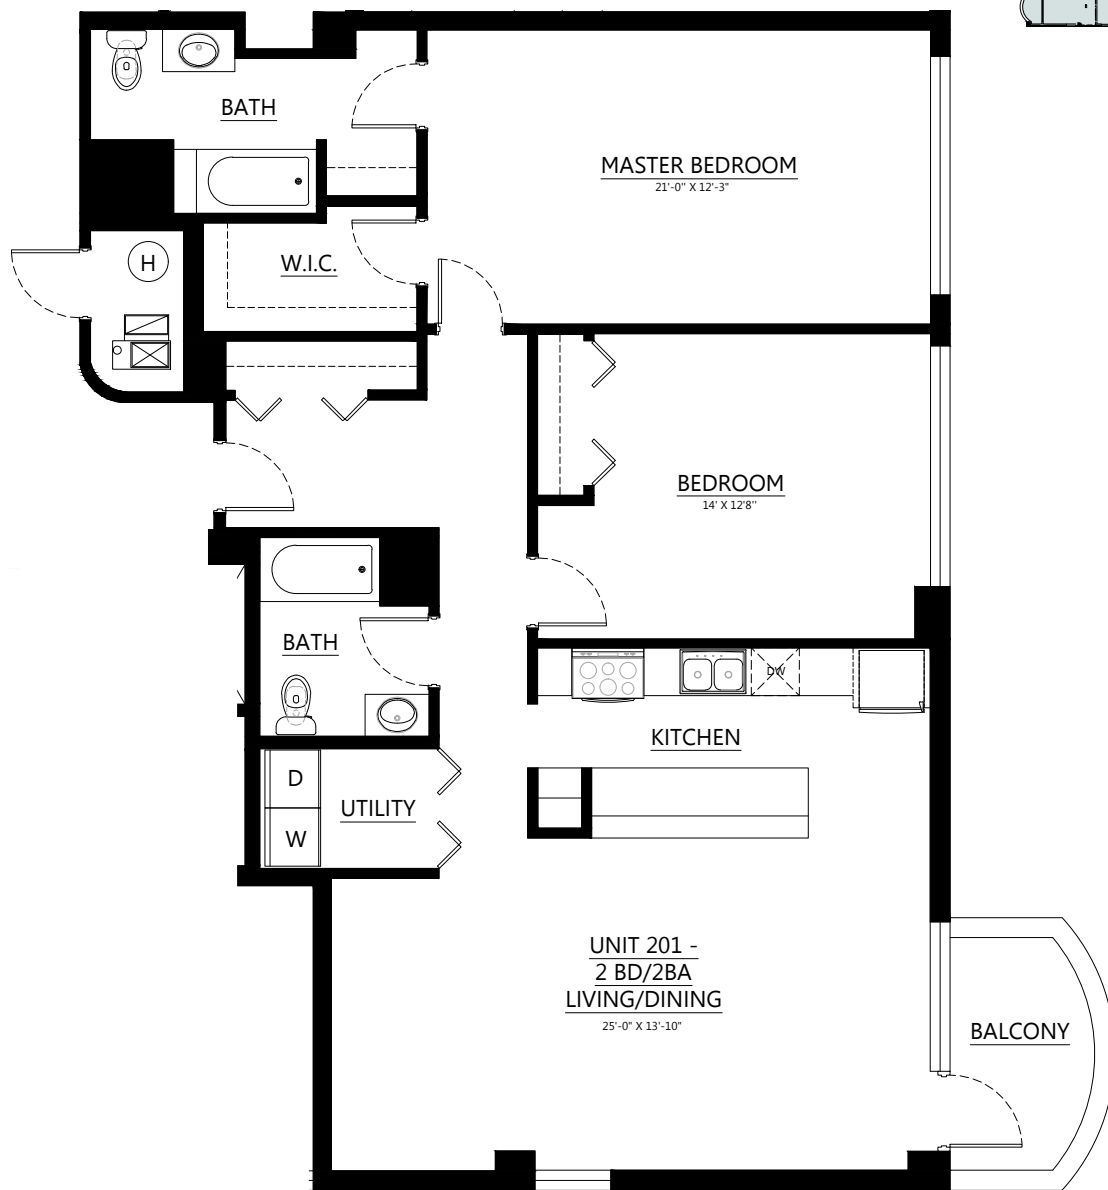 BATH
MASTER BEDROOM
21'-0" X 12'-3"
H
W.I.C.
BEDROOM
14' X 12'8''
BATH
DW
KITCHEN
D
UTILITY
W
UNIT 201 -
2 BD/2BA
LIVING/DINING
25'-0" X 13'-10"
BALCONY